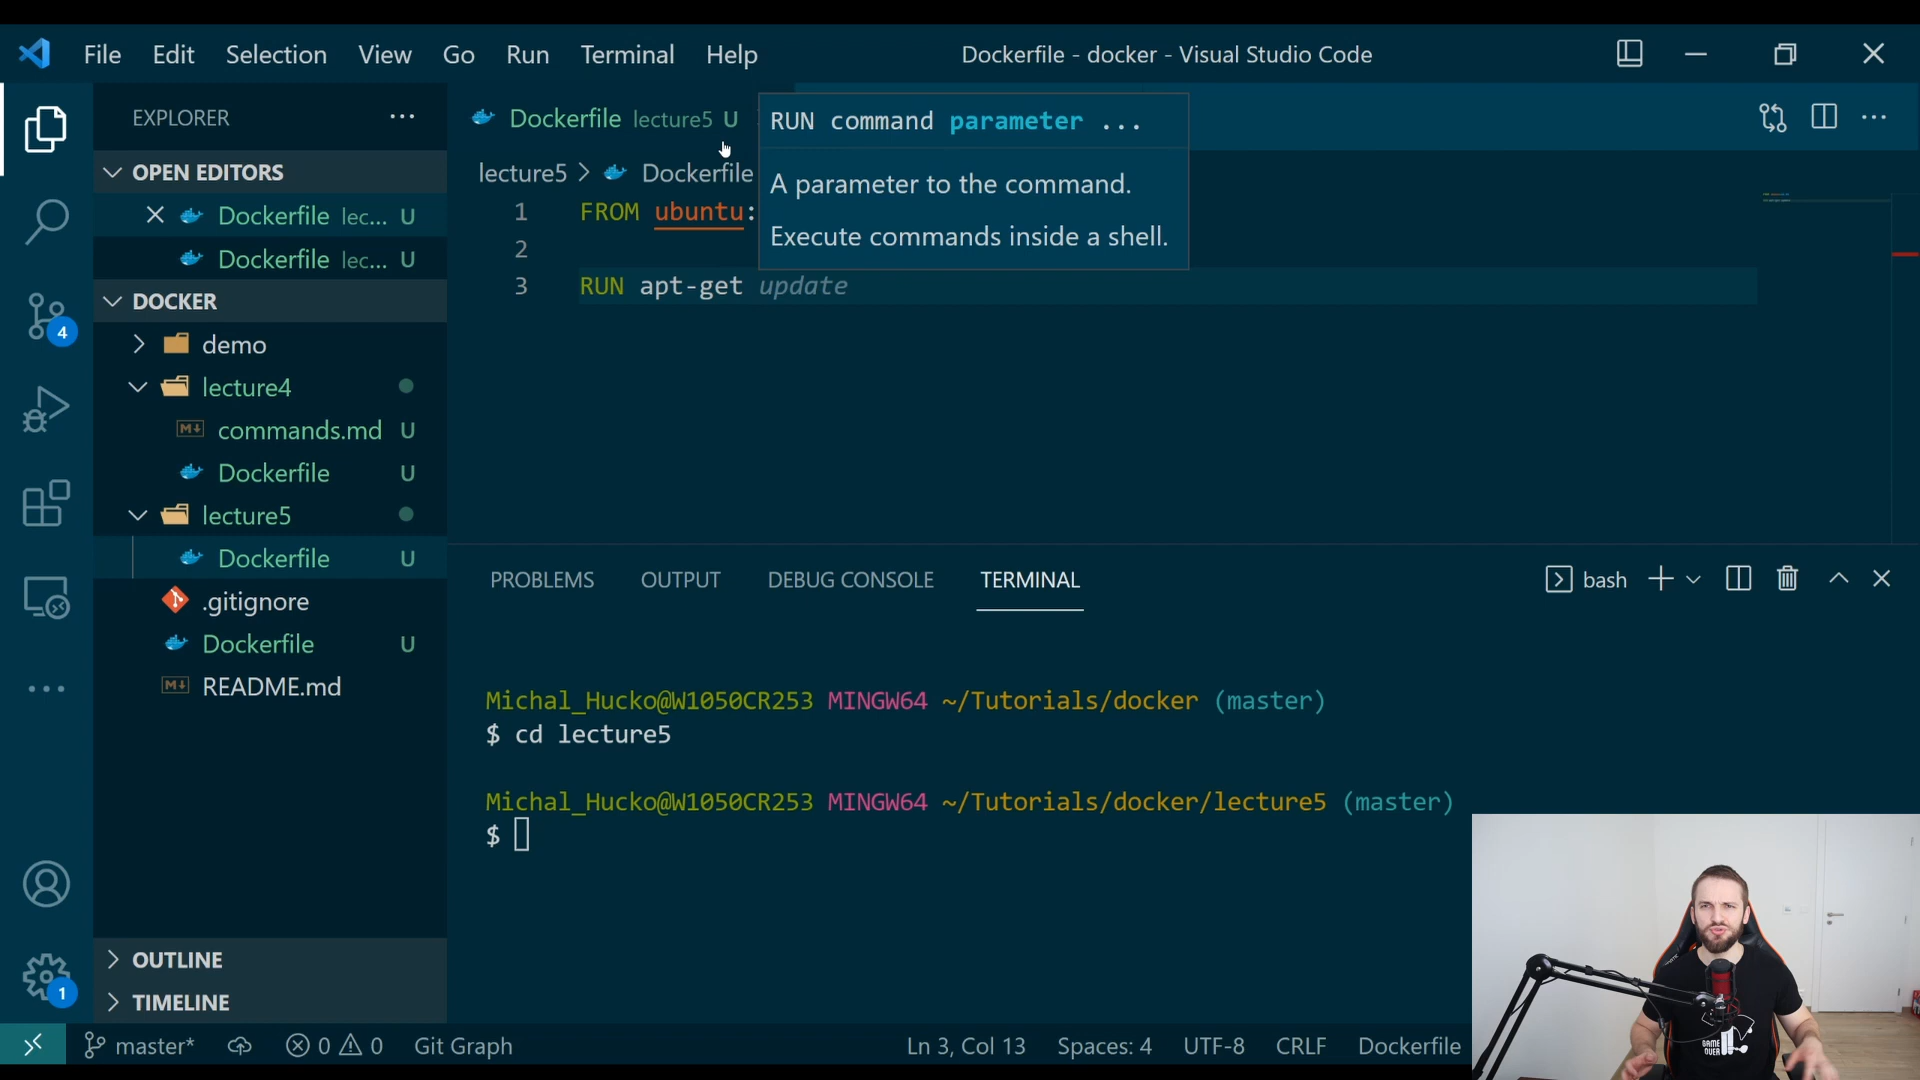 File Edit Selection View Go Run Terminal Help
Dockerfile - docker - Visual Studio Code
EXPLORER ...
OPEN EDITORS
Dockerfile lec... U
Dockerfile lec... U
DOCKER
demo
lecture4
commands.md U
Dockerfile U
lecture5
Dockerfile U
.gitignore
Dockerfile U
README.md
OUTLINE
TIMELINE
4
1
Dockerfile lecture5 U
lecture5 > Dockerfile
RUN command parameter ...
A parameter to the command.
Execute commands inside a shell.
1 FROM ubuntu:
2
3 RUN apt-get update
PROBLEMS OUTPUT DEBUG CONSOLE TERMINAL
bash
Michal_Hucko@W1050CR253 MINGW64 ~/Tutorials/docker (master)
$ cd lecture5
Michal_Hucko@W1050CR253 MINGW64 ~/Tutorials/docker/lecture5 (master)
$
GAME OVER
master* 0 0 Git Graph
Ln 3, Col 13 Spaces: 4 UTF-8 CRLF Dockerfile